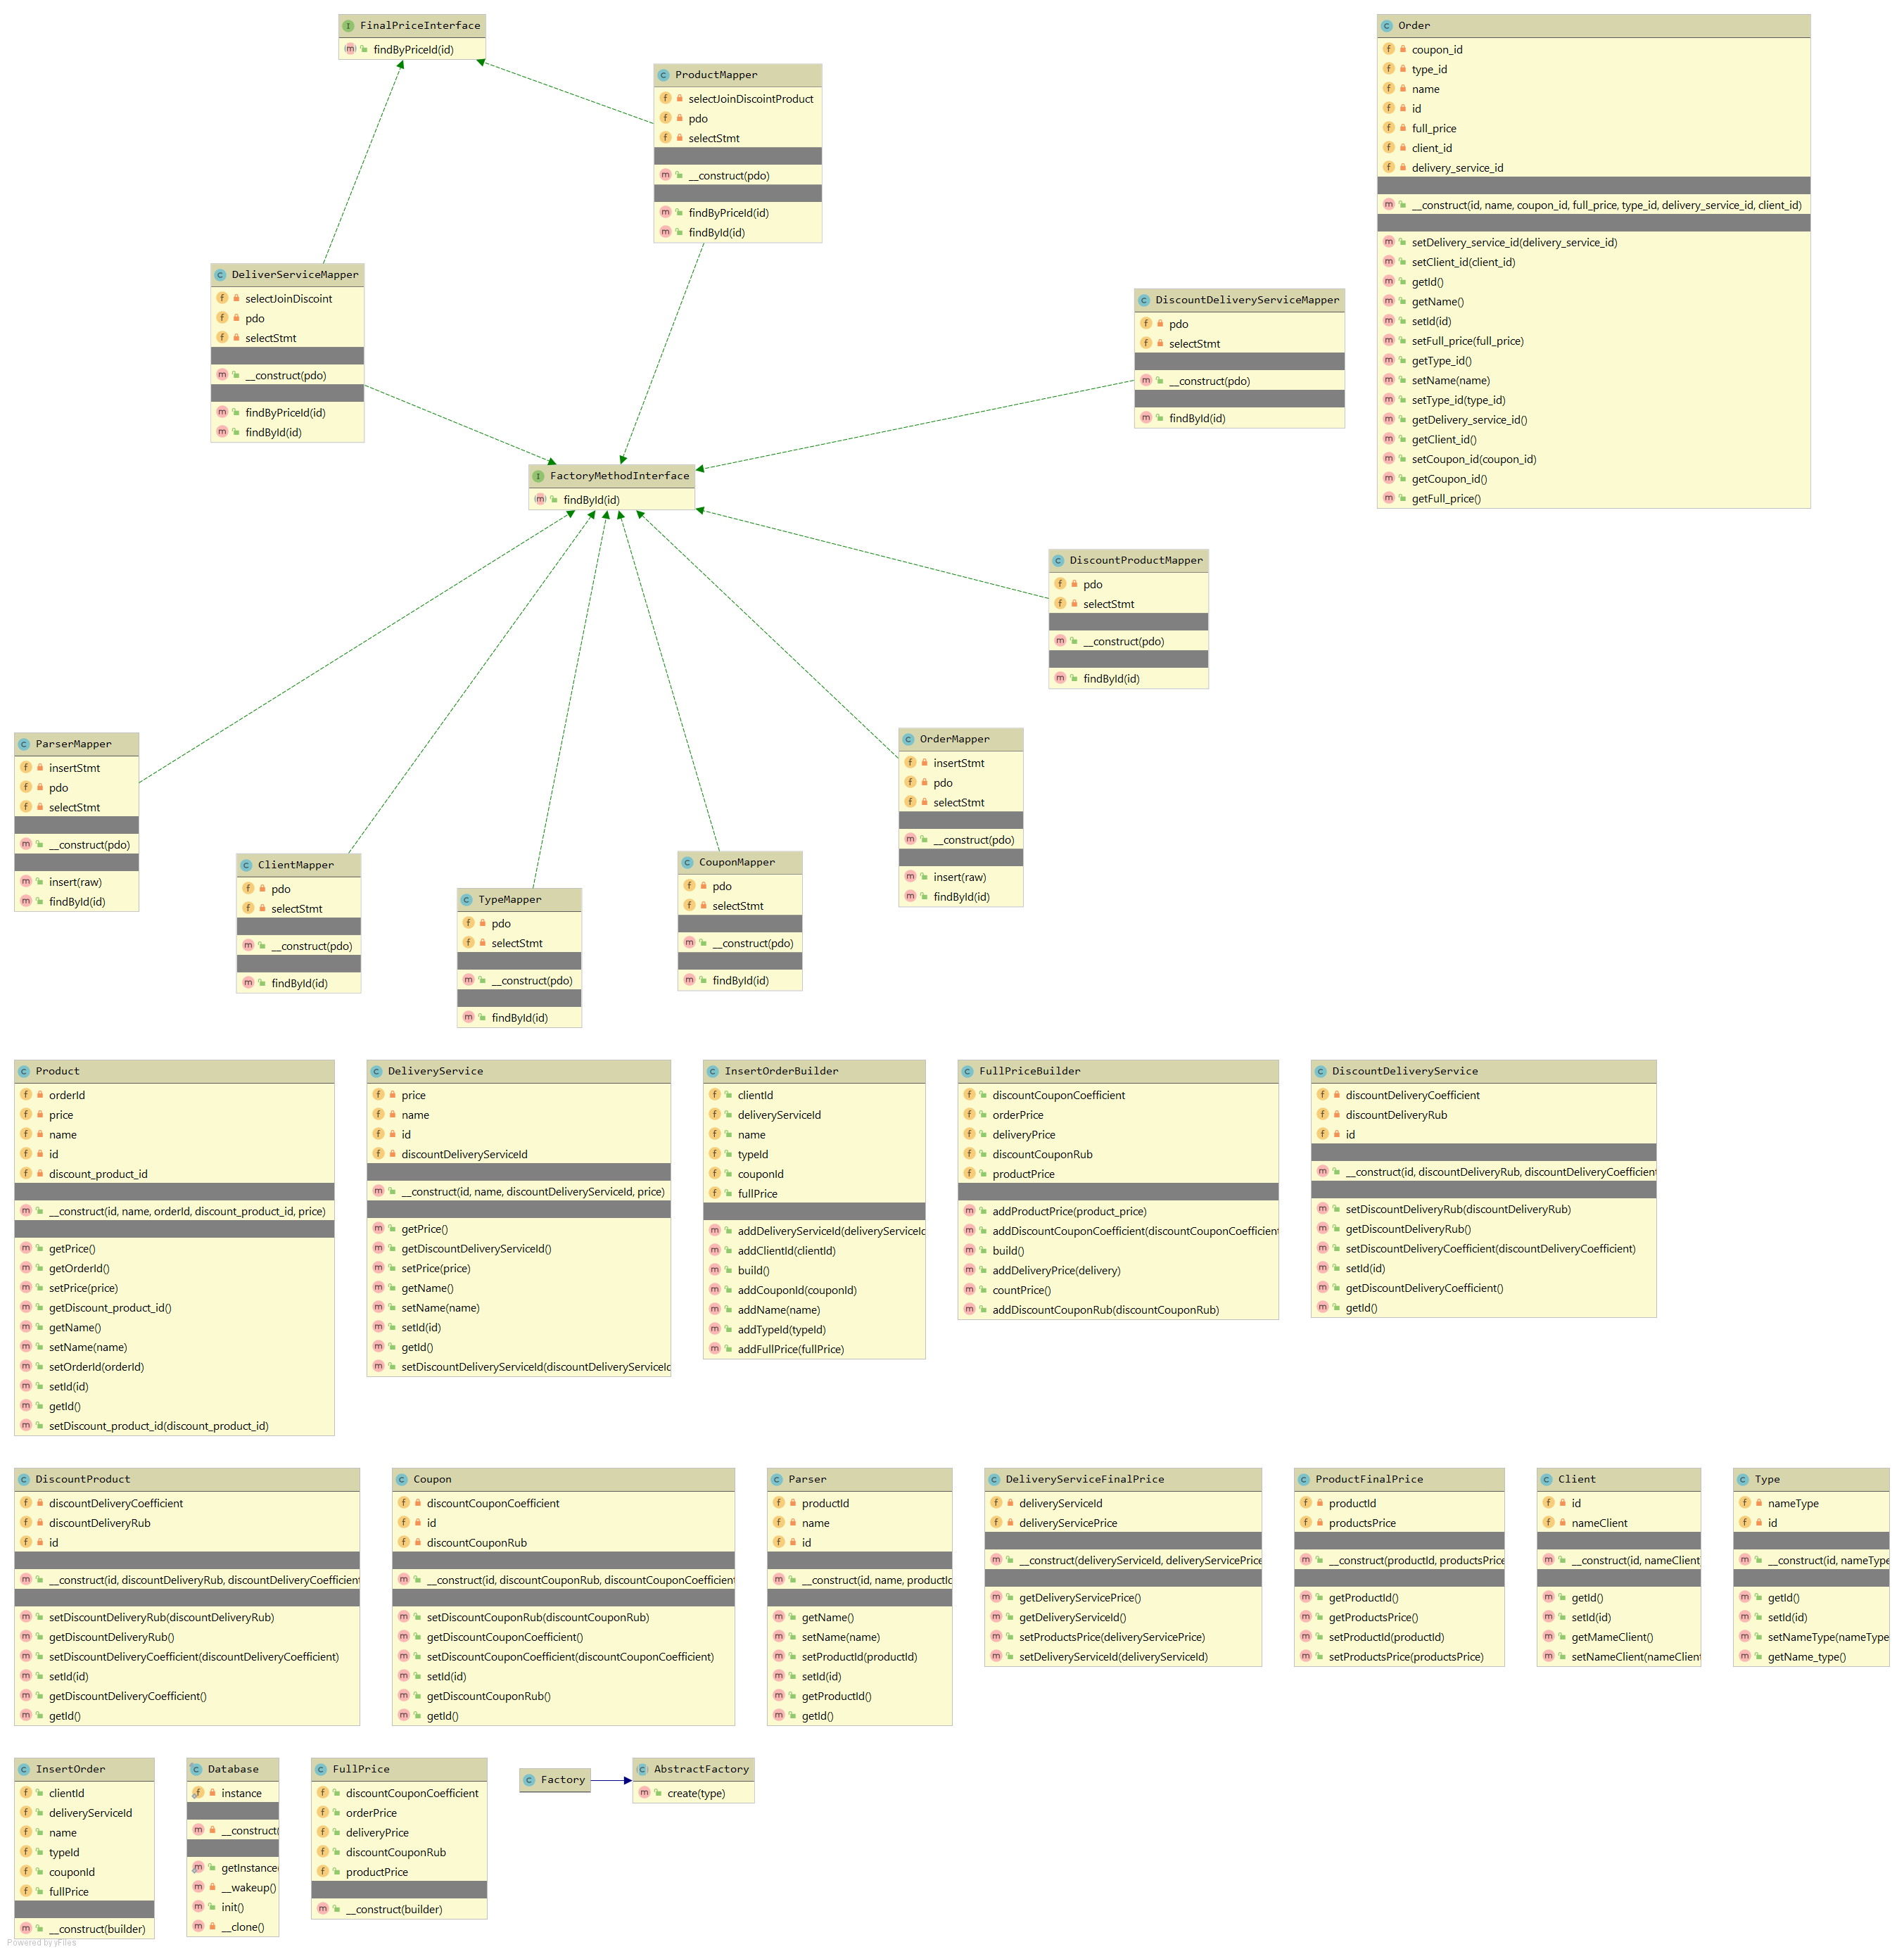 FinalPriceInterface
findByPriceId(id)
ProductMapper
selectJoinDiscointProduct
pdo
selectStmt
__construct(pdo)
findByPriceId(id)
findById(id)
Order
coupon_id
type_id
name
id
full_price
client_id
delivery_service_id
__construct(id, name, coupon_id, full_price, type_id, delivery_service_id, client_id)
setDelivery_service_id(delivery_service_id)
setClient_id(client_id)
getId()
getName()
setId(id)
setFull_price(full_price)
getType_id()
setName(name)
setType_id(type_id)
getDelivery_service_id()
getClient_id()
setCoupon_id(coupon_id)
getCoupon_id()
getFull_price()
DeliverServiceMapper
selectJoinDiscoint
pdo
selectStmt
__construct(pdo)
findByPriceId(id)
findById(id)
DiscountDeliveryServiceMapper
pdo
selectStmt
__construct(pdo)
findById(id)
FactoryMethodInterface
findById(id)
DiscountProductMapper
pdo
selectStmt
__construct(pdo)
findById(id)
ParserMapper
insertStmt
pdo
selectStmt
__construct(pdo)
insert(raw)
findById(id)
ClientMapper
pdo
selectStmt
__construct(pdo)
findById(id)
TypeMapper
pdo
selectStmt
__construct(pdo)
findById(id)
CouponMapper
pdo
selectStmt
__construct(pdo)
findById(id)
OrderMapper
insertStmt
pdo
selectStmt
__construct(pdo)
insert(raw)
findById(id)
Product
orderId
price
name
id
discount_product_id
__construct(id, name, orderId, discount_product_id, price)
getPrice()
getOrderId()
setPrice(price)
getDiscount_product_id()
getName()
setName(name)
setOrderId(orderId)
setId(id)
getId()
setDiscount_product_id(discount_product_id)
DeliveryService
price
name
id
discountDeliveryServiceId
__construct(id, name, discountDeliveryServiceId, price)
getPrice()
getDiscountDeliveryServiceId()
setPrice(price)
getName()
setName(name)
setId(id)
getId()
setDiscountDeliveryServiceId(discountDeliveryServiceId
InsertOrderBuilder
clientId
deliveryServiceId
name
typeId
couponId
fullPrice
addDeliveryServiceId(deliveryServiceId
addClientId(clientId)
build()
addCouponId(couponId)
addName(name)
addTypeId(typeId)
addFullPrice(fullPrice)
FullPriceBuilder
discountCouponCoefficient
orderPrice
deliveryPrice
discountCouponRub
productPrice
addProductPrice(product_price)
addDiscountCouponCoefficient(discountCouponCoefficient
build()
addDeliveryPrice(delivery)
countPrice()
addDiscountCouponRub(discountCouponRub)
DiscountDeliveryService
discountDeliveryCoefficient
discountDeliveryRub
id
__construct(id, discountDeliveryRub, discountDeliveryCoefficient
setDiscountDeliveryRub(discountDeliveryRub)
getDiscountDeliveryRub()
setDiscountDeliveryCoefficient(discountDeliveryCoefficient)
setId(id)
getDiscountDeliveryCoefficient()
getId()
DiscountProduct
discountDeliveryCoefficient
discountDeliveryRub
id
__construct(id, discountDeliveryRub, discountDeliveryCoefficient
setDiscountDeliveryRub(discountDeliveryRub)
getDiscountDeliveryRub()
setDiscountDeliveryCoefficient(discountDeliveryCoefficient)
setId(id)
getDiscountDeliveryCoefficient()
getId()
Coupon
discountCouponCoefficient
id
discountCouponRub
__construct(id, discountCouponRub, discountCouponCoefficient
setDiscountCouponRub(discountCouponRub)
getDiscountCouponCoefficient()
setDiscountCouponCoefficient(discountCouponCoefficient)
setId(id)
getDiscountCouponRub()
getId()
Parser
productId
name
id
__construct(id, name, productId
getName()
setName(name)
setProductId(productId)
setId(id)
getProductId()
getId()
DeliveryServiceFinalPrice
deliveryServiceId
deliveryServicePrice
__construct(deliveryServiceId, deliveryServicePrice
getDeliveryServicePrice()
getDeliveryServiceId()
setProductsPrice(deliveryServicePrice)
setDeliveryServiceId(deliveryServiceId)
ProductFinalPrice
productId
productsPrice
__construct(productId, productsPrice
getProductId()
getProductsPrice()
setProductId(productId)
setProductsPrice(productsPrice)
Client
id
nameClient
__construct(id, nameClient
getId()
setId(id)
getMameClient()
setNameClient(nameClient
Type
nameType
id
__construct(id, nameType
getId()
setId(id)
setNameType(nameType
getName_type()
InsertOrder
clientId
deliveryServiceId
name
typeId
couponId
fullPrice
__construct(builder)
Database
instance
__construct(
getInstance(
__wakeup()
init()
__clone()
FullPrice
discountCouponCoefficient
orderPrice
deliveryPrice
discountCouponRub
productPrice
__construct(builder)
Factory
AbstractFactory
create(type)
Powered by yFiles